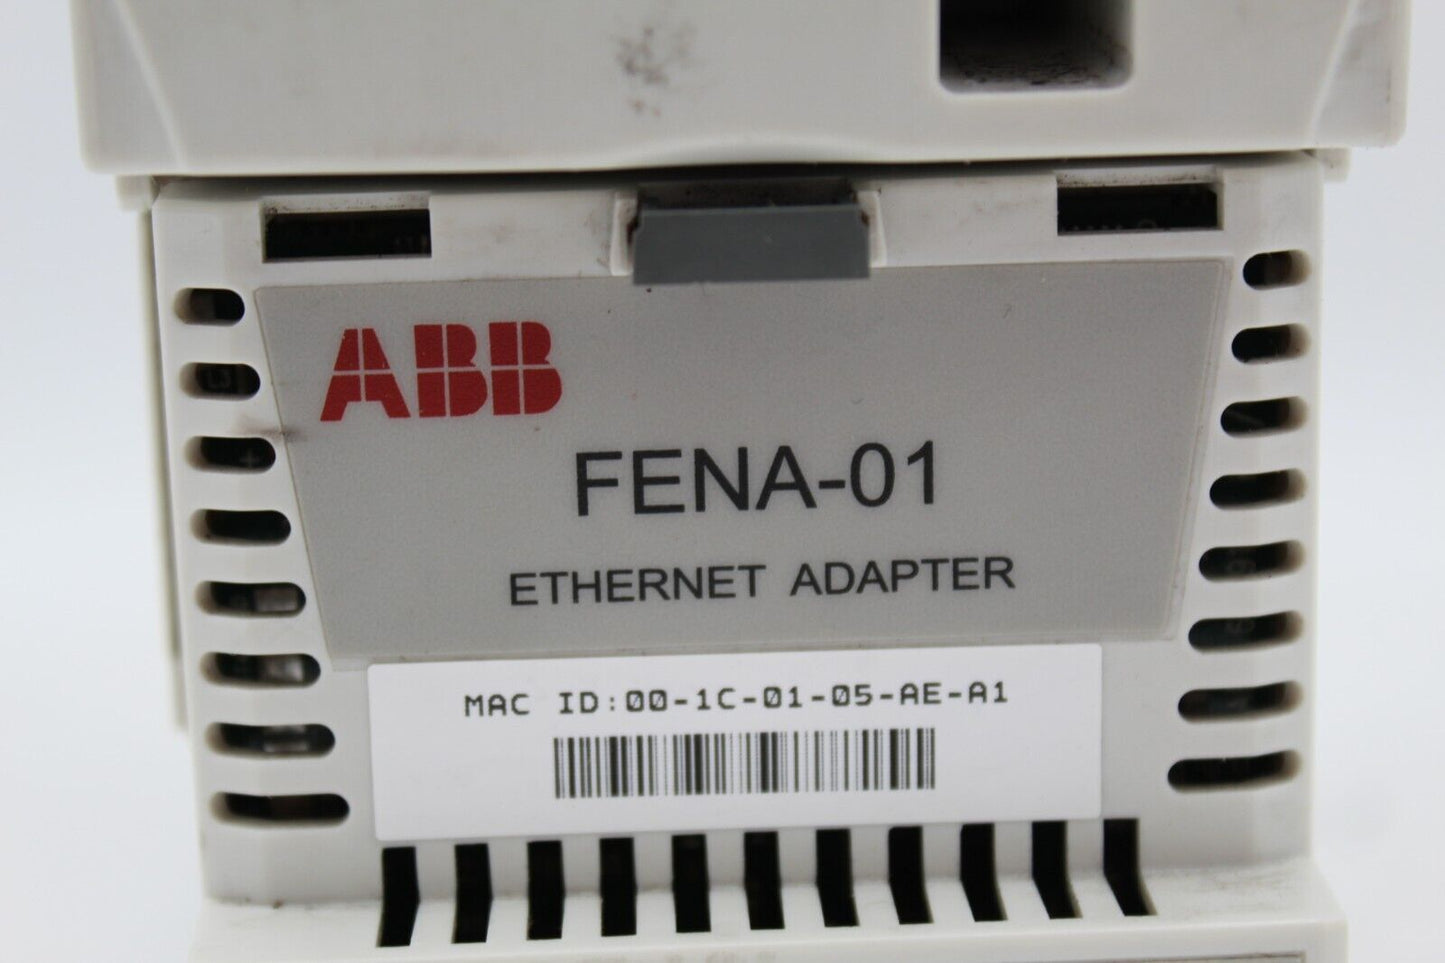 ABB
FENA-01
ETHERNET ADAPTER
MAC ID:00-1C-01-05-AE-A1